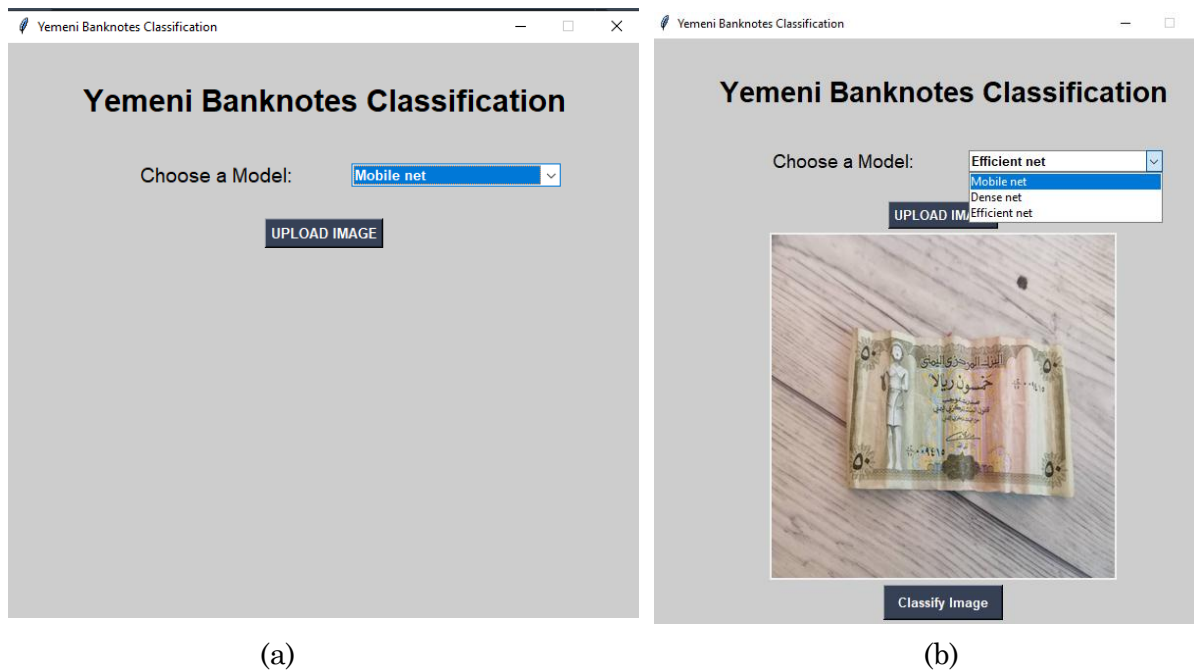 Yemeni Banknotes Classification
Yemeni Banknotes Classification
Choose a Model:
Mobile net
UPLOAD IMAGE
(a)
Yemeni Banknotes Classification
Yemeni Banknotes Classification
Choose a Model:
Efficient net
Mobile net
Dense net
Efficient net
UPLOAD
٥٠
البنك المركزي اليمني
٥٠
خمسون ريالا
٥٠
٥٠
Classify Image
(b)